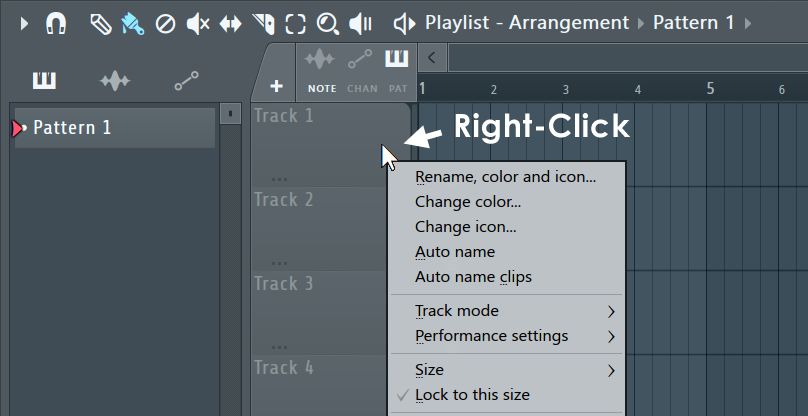 Playlist - Arrangement Pattern 1
NOTE CHAN PAT
1 2 3 4 5 6
Pattern 1
Track 1
Right-Click
...
Track 2
...
Track 3
...
Track 4
Rename, color and icon...
Change color...
Change icon...
Auto name
Auto name clips
Track mode
Performance settings
Size
Lock to this size